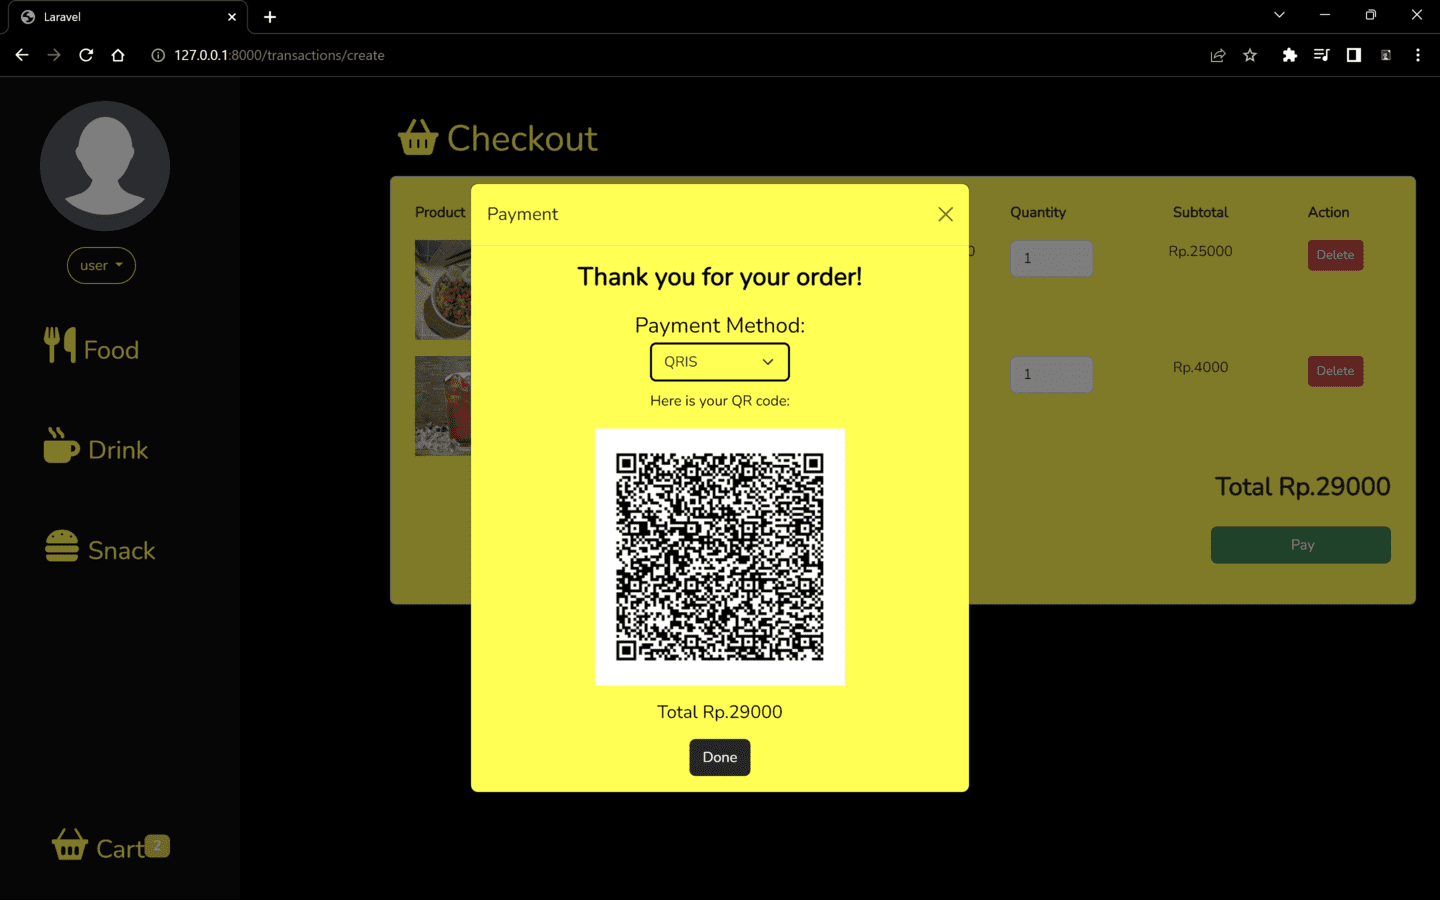 Laravel
127.0.0.1:8000/transactions/create
user
Food
Drink
Snack
Cart 2
Checkout
Product Quantity Subtotal Action
1 Rp.25000 Delete
1 Rp.4000 Delete
Total Rp.29000
Pay
Payment
Thank you for your order!
Payment Method:
QRIS
Here is your QR code:
Total Rp.29000
Done